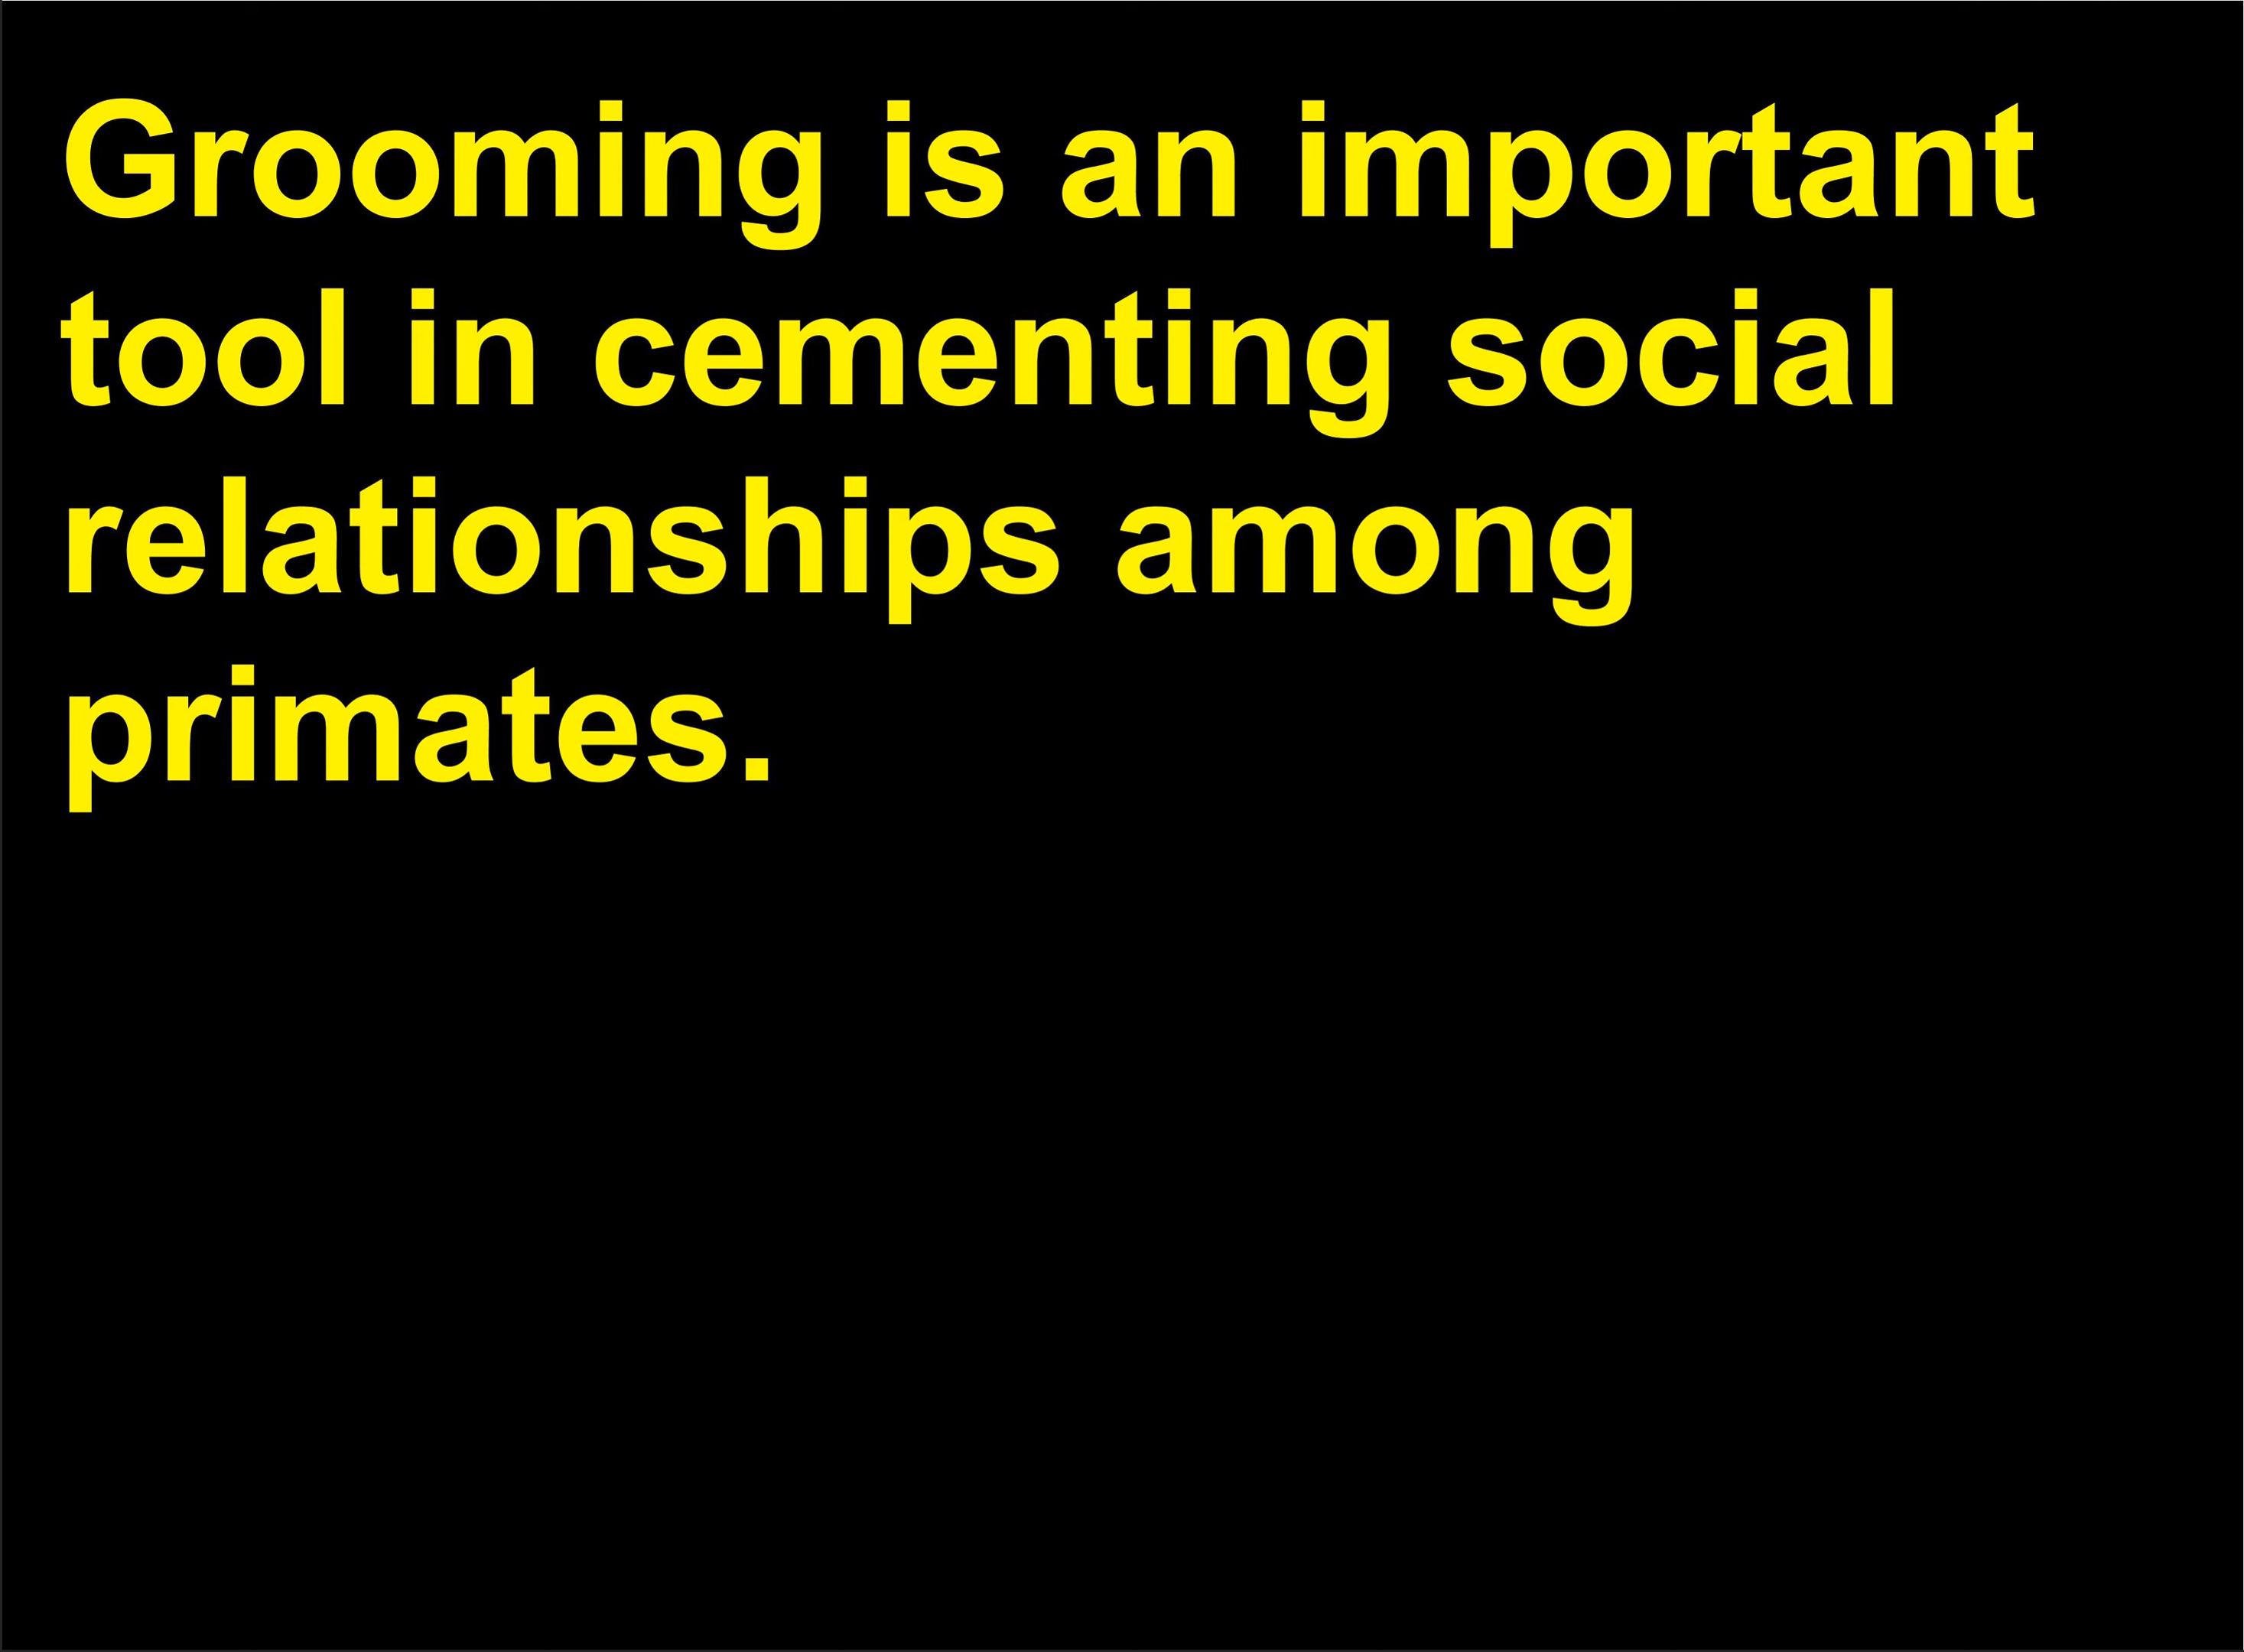 Grooming is an important
tool in cementing social
relationships among
primates.